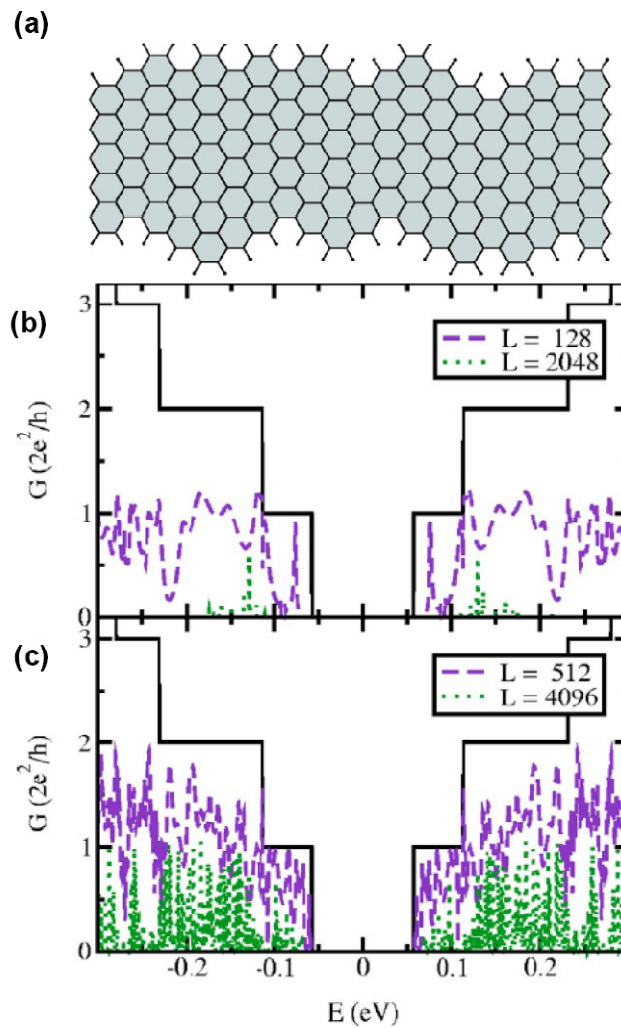 (a)
(b)
3
2
1
0
G (2e²/h)
L = 128
L = 2048
(c)
3
2
1
0
G (2e²/h)
L = 512
L = 4096
-0.2
-0.1
0
0.1
0.2
E (eV)